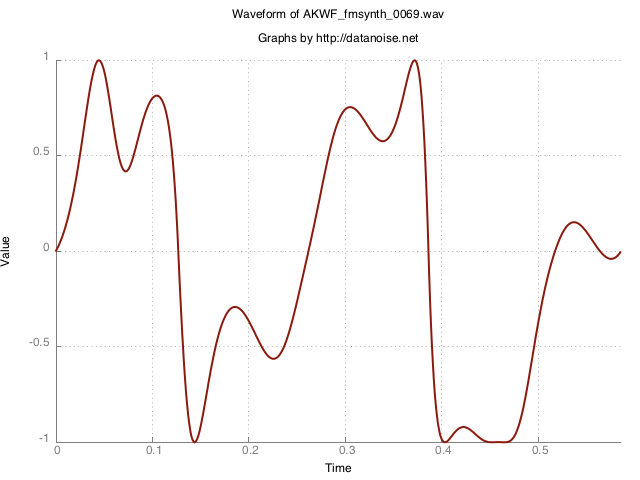 Waveform of AKWF_fmsynth_0069.wav
Graphs by http://datanoise.net
1
0.5
0
-0.5
-1
Value
0 0.1 0.2 0.3 0.4 0.5
Time